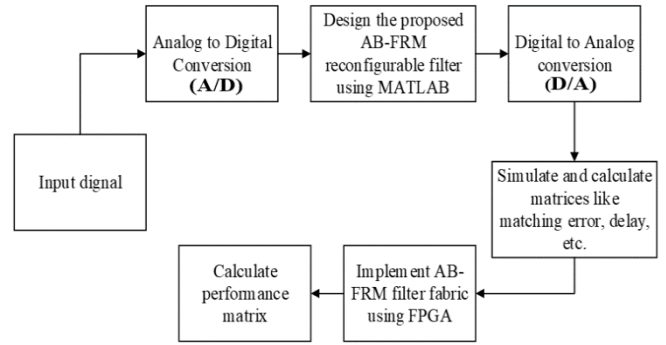 Input dignal
Analog to Digital
Conversion
(A/D)
Design the proposed
AB-FRM
reconfigurable filter
using MATLAB
Digital to Analog
conversion
(D/A)
Simulate and calculate
matrices like
matching error, delay,
etc.
Implement AB-
FRM filter fabric
using FPGA
Calculate
performance
matrix